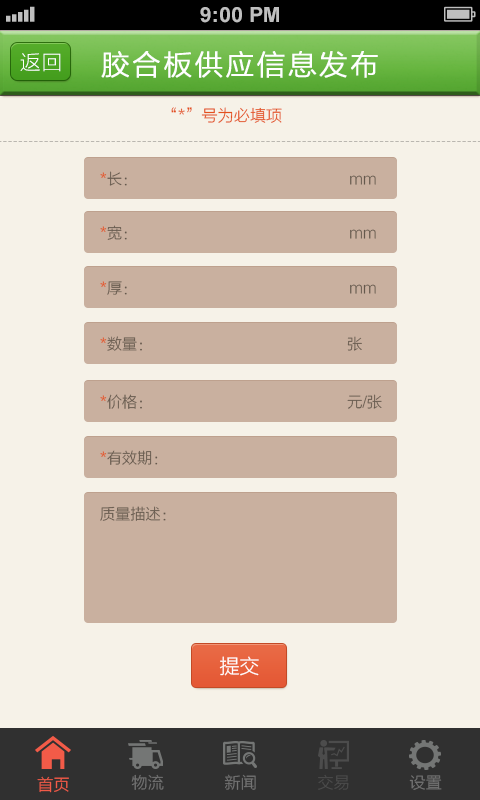 9:00 PM
返回
胶合板供应信息发布
“*”号为必填项
*长： mm
*宽： mm
*厚： mm
*数量： 张
*价格： 元/张
*有效期：
质量描述：
提交
首页 物流 新闻 交易 设置